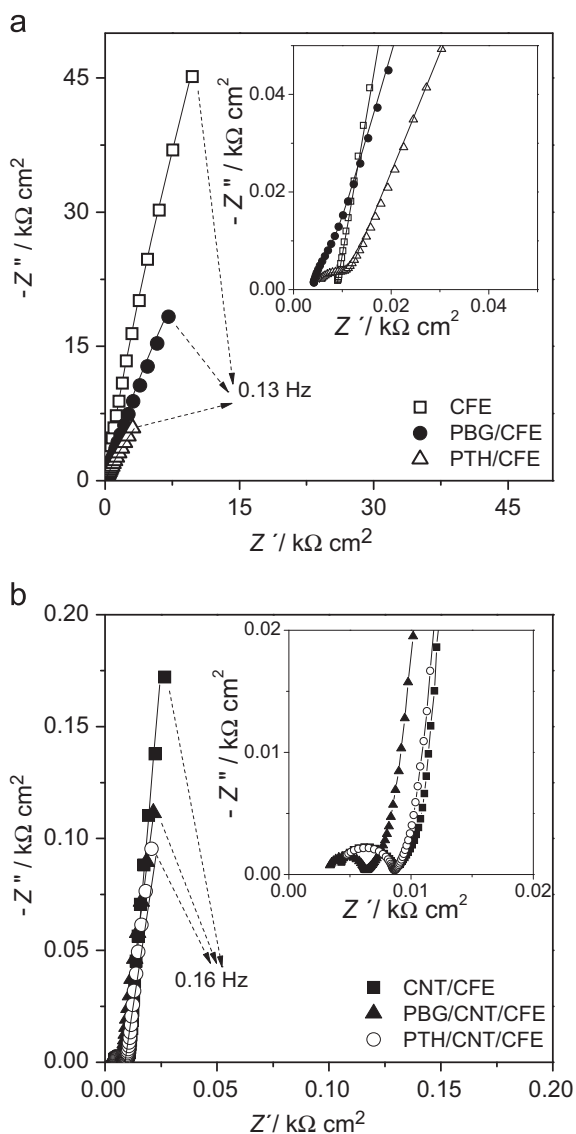 a
45
30
15
0
0
15
30
45
-Z" / kΩ cm²
Z´/ kΩ cm²
0.04
0.02
0.00
0.00
0.02
0.04
-Z" / kΩ cm²
Z´/ kΩ cm²
0.13 Hz
CFE
PBG/CFE
PTH/CFE
b
0.20
0.15
0.10
0.05
0.00
0.00
0.05
0.10
0.15
0.20
-Z" / kΩ cm²
Z´/ kΩ cm²
0.02
0.01
0.00
0.00
0.01
0.02
-Z" / kΩ cm²
Z´/ kΩ cm²
0.16 Hz
CNT/CFE
PBG/CNT/CFE
PTH/CNT/CFE